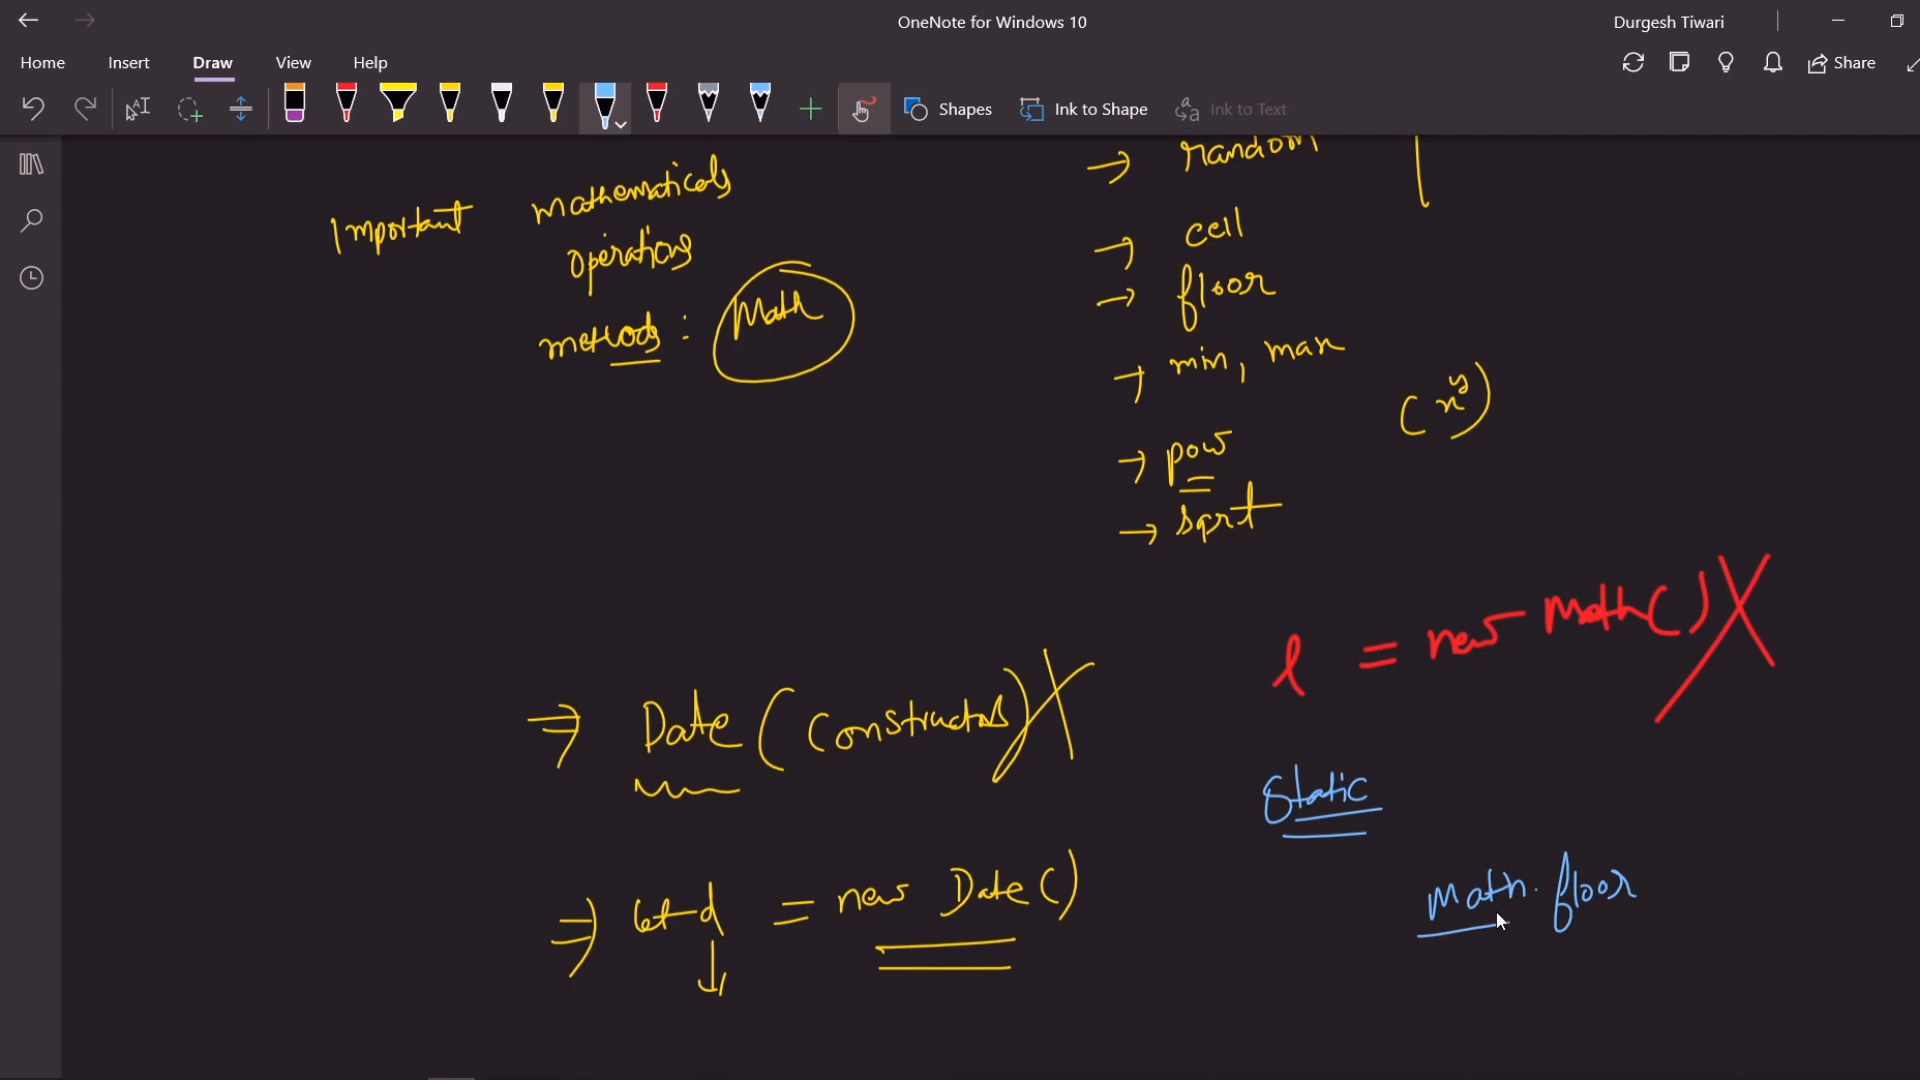 OneNote for Windows 10
Durgesh Tiwari
Home Insert Draw View Help
Share
Shapes
Ink to Shape
Ink to Text
Important mathematicals
operations
methods : Math
→ random
→ ceil
→ floor
→ min, max
→ pow (x^y)
→ sqrt
l = new Math()
⇒ Date (Constructor)
Static
⇒ let d = new Date()
Math.floor